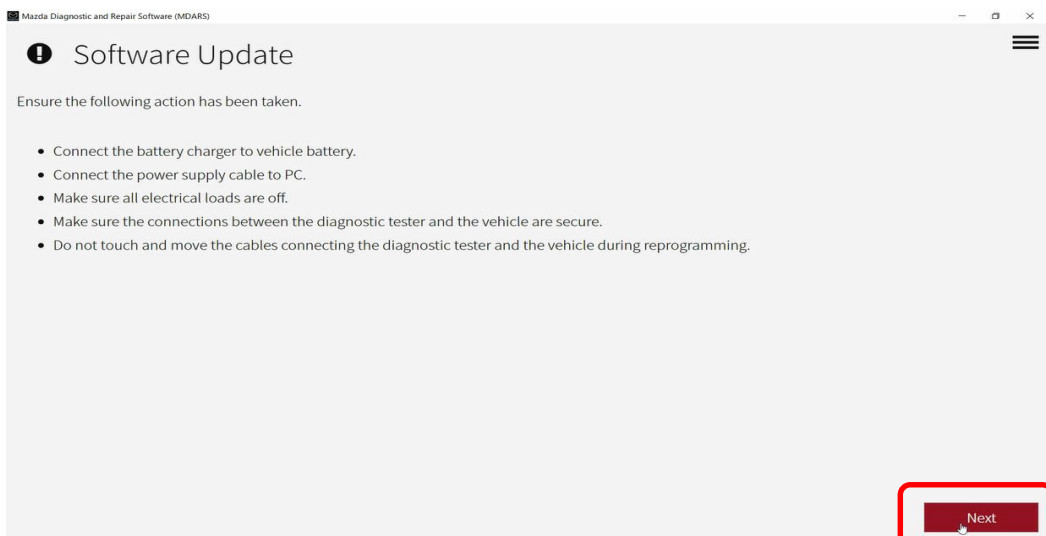 Mazda Diagnostic and Repair Software (MDARS)
Software Update
Ensure the following action has been taken.
• Connect the battery charger to vehicle battery.
• Connect the power supply cable to PC.
• Make sure all electrical loads are off.
• Make sure the connections between the diagnostic tester and the vehicle are secure.
• Do not touch and move the cables connecting the diagnostic tester and the vehicle during reprogramming.
Next